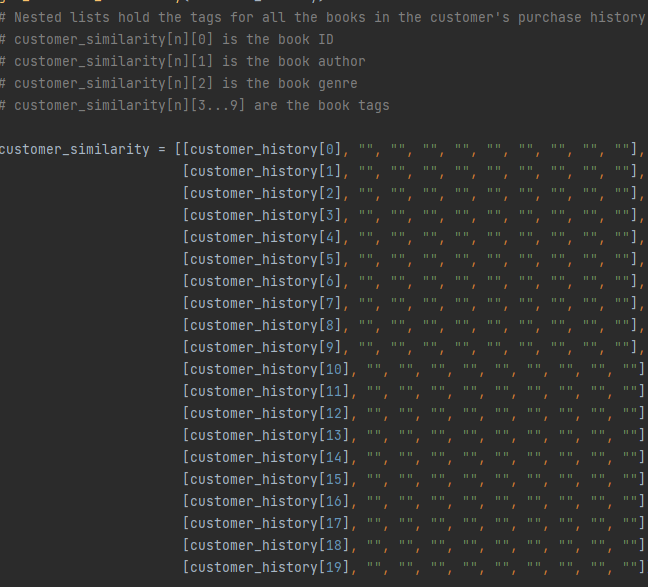 # Nested lists hold the tags for all the books in the customer's purchase history
# customer_similarity[n][0] is the book ID
# customer_similarity[n][1] is the book author
# customer_similarity[n][2] is the book genre
# customer_similarity[n][3...9] are the book tags
customer_similarity = [[customer_history[0], "", "", "", "", "", "", "", "", ""],
[customer_history[1], "", "", "", "", "", "", "", "", ""],
[customer_history[2], "", "", "", "", "", "", "", "", ""],
[customer_history[3], "", "", "", "", "", "", "", "", ""],
[customer_history[4], "", "", "", "", "", "", "", "", ""],
[customer_history[5], "", "", "", "", "", "", "", "", ""],
[customer_history[6], "", "", "", "", "", "", "", "", ""],
[customer_history[7], "", "", "", "", "", "", "", "", ""],
[customer_history[8], "", "", "", "", "", "", "", "", ""],
[customer_history[9], "", "", "", "", "", "", "", "", ""],
[customer_history[10], "", "", "", "", "", "", "", "", ""]
[customer_history[11], "", "", "", "", "", "", "", "", ""]
[customer_history[12], "", "", "", "", "", "", "", "", ""]
[customer_history[13], "", "", "", "", "", "", "", "", ""]
[customer_history[14], "", "", "", "", "", "", "", "", ""]
[customer_history[15], "", "", "", "", "", "", "", "", ""]
[customer_history[16], "", "", "", "", "", "", "", "", ""]
[customer_history[17], "", "", "", "", "", "", "", "", ""]
[customer_history[18], "", "", "", "", "", "", "", "", ""]
[customer_history[19], "", "", "", "", "", "", "", "", ""]